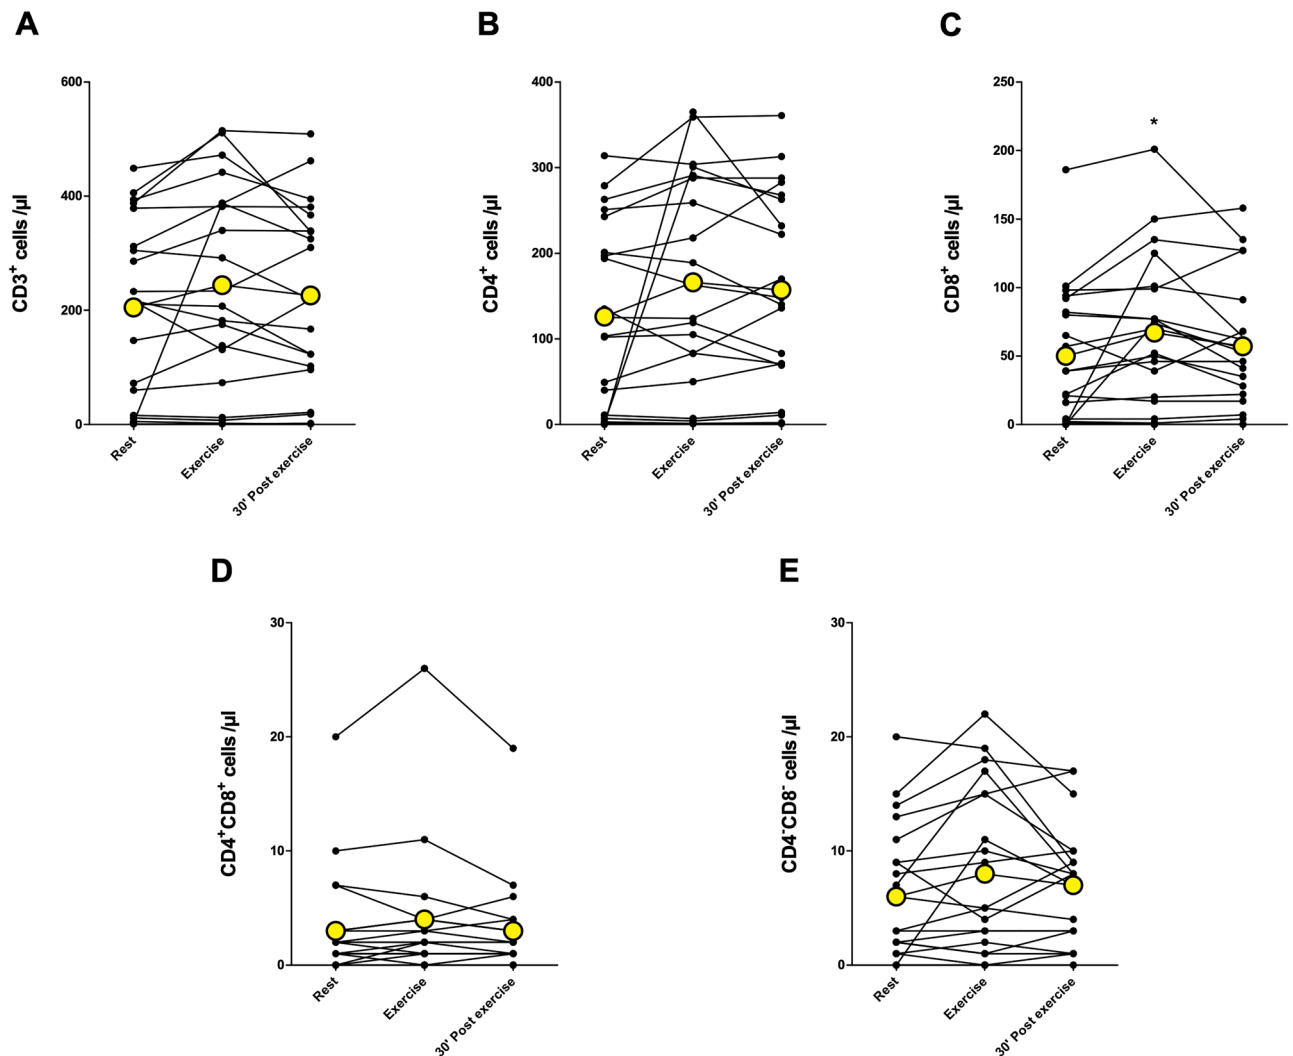 A
B
C
CD3⁺ cells /µl
600
400
200
0
Rest
Exercise
30' Post exercise
CD4⁺ cells /µl
400
300
200
100
0
Rest
Exercise
30' Post exercise
CD8⁺ cells /µl
250
200
150
100
50
0
*
Rest
Exercise
30' Post exercise
D
E
CD4⁺CD8⁺ cells /µl
30
20
10
0
Rest
Exercise
30' Post exercise
CD4⁻CD8⁻ cells /µl
30
20
10
0
Rest
Exercise
30' Post exercise